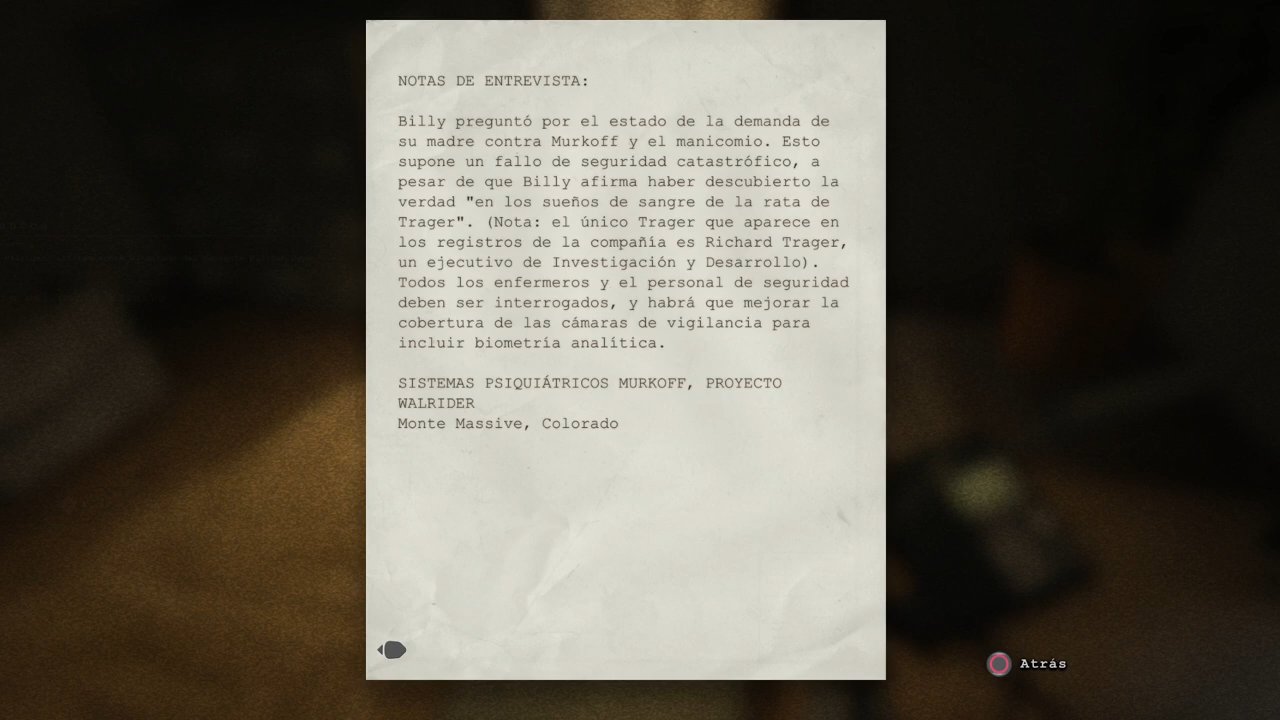 NOTAS DE ENTREVISTA:
Billy preguntó por el estado de la demanda de
su madre contra Murkoff y el manicomio. Esto
supone un fallo de seguridad catastrófico, a
pesar de que Billy afirma haber descubierto la
verdad "en los sueños de sangre de la rata de
Trager". (Nota: el único Trager que aparece en
los registros de la compañía es Richard Trager,
un ejecutivo de Investigación y Desarrollo).
Todos los enfermeros y el personal de seguridad
deben ser interrogados, y habrá que mejorar la
cobertura de las cámaras de vigilancia para
incluir biometría analítica.
SISTEMAS PSIQUIÁTRICOS MURKOFF, PROYECTO
WALRIDER
Monte Massive, Colorado
Atrás